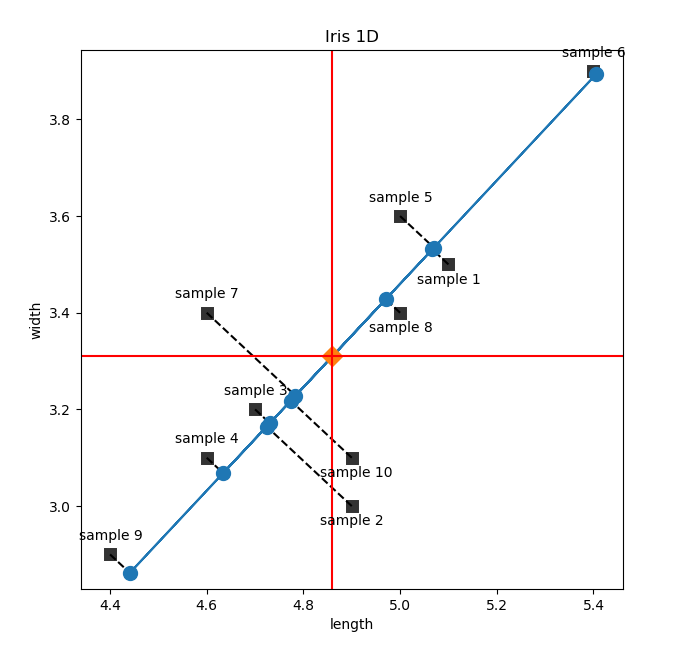 Iris 1D
sample 6
3.8
sample 5
3.6
sample 1
sample 7
3.4
sample 8
width
sample 3
3.2
sample 4
sample 10
3.0
sample 2
sample 9
4.4 4.6 4.8 5.0 5.2 5.4
length